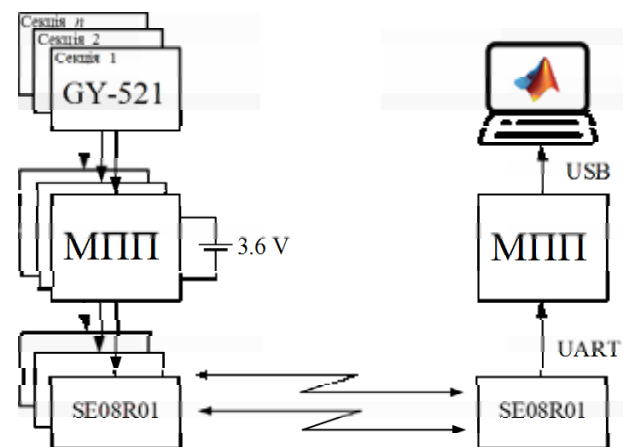 Секція n
Секція 2
Секція 1
GY-521
МПП
3.6 V
SE08R01
USB
МПП
UART
SE08R01